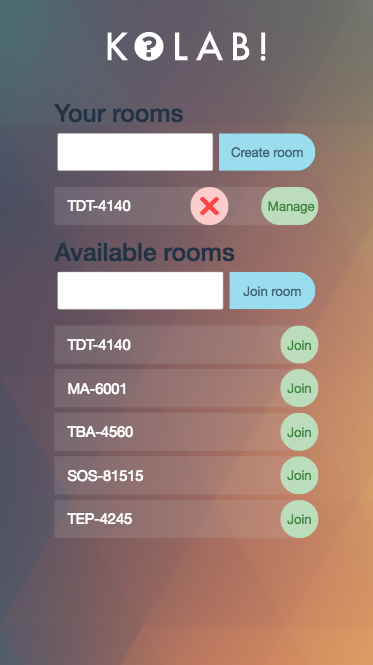 K?LAB!
Your rooms
Create room
TDT-4140 Manage
Available rooms
Join room
TDT-4140 Join
MA-6001 Join
TBA-4560 Join
SOS-81515 Join
TEP-4245 Join